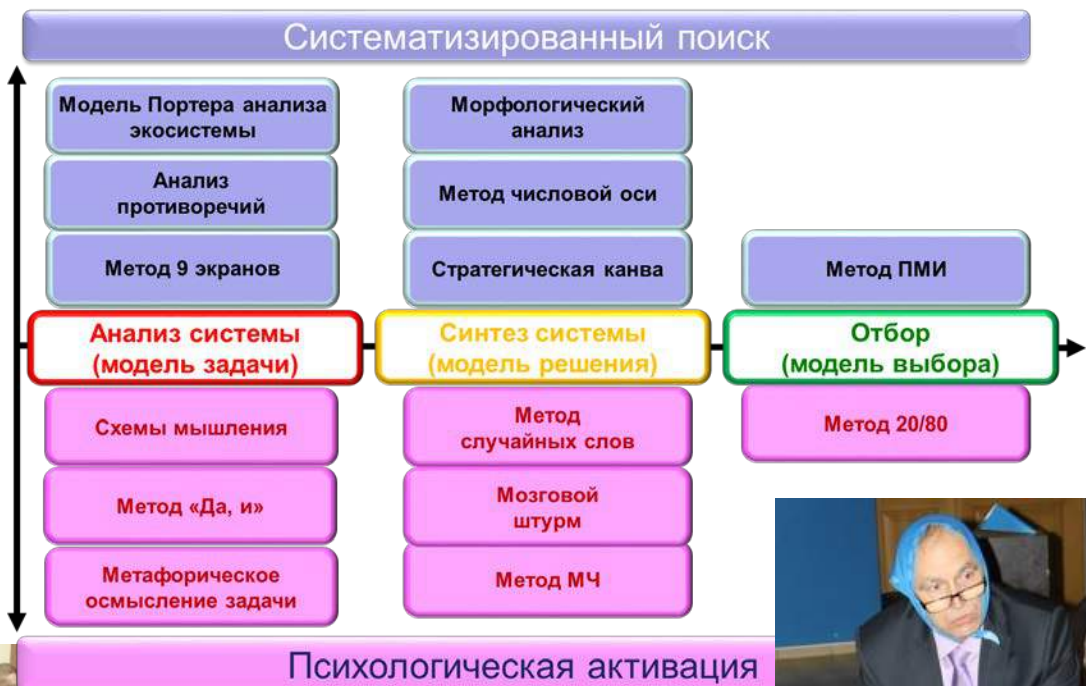 Систематизированный поиск
Модель Портера анализа
экосистемы
Морфологический
анализ
Анализ
противоречий
Метод числовой оси
Метод 9 экранов
Стратегическая канва
Метод ПМИ
Анализ системы
(модель задачи)
Синтез системы
(модель решения)
Отбор
(модель выбора)
Схемы мышления
Метод
случайных слов
Метод 20/80
Метод «Да, и»
Мозговой
штурм
Метафорическое
осмысление задачи
Метод МЧ
Психологическая активация